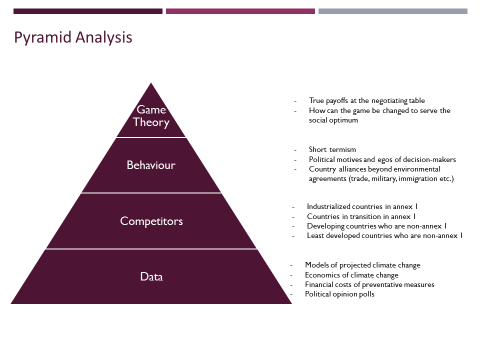 Pyramid Analysis
Game
Theory
- True payoffs at the negotiating table
- How can the game be changed to serve the
social optimum
Behaviour
- Short termism
- Political motives and egos of decision-makers
- Country alliances beyond environmental
agreements (trade, military, immigration etc.)
Competitors
- Industrialized countries in annex 1
- Countries in transition in annex 1
- Developing countries who are non-annex 1
- Least developed countries who are non-annex 1
Data
- Models of projected climate change
- Economics of climate change
- Financial costs of preventative measures
- Political opinion polls